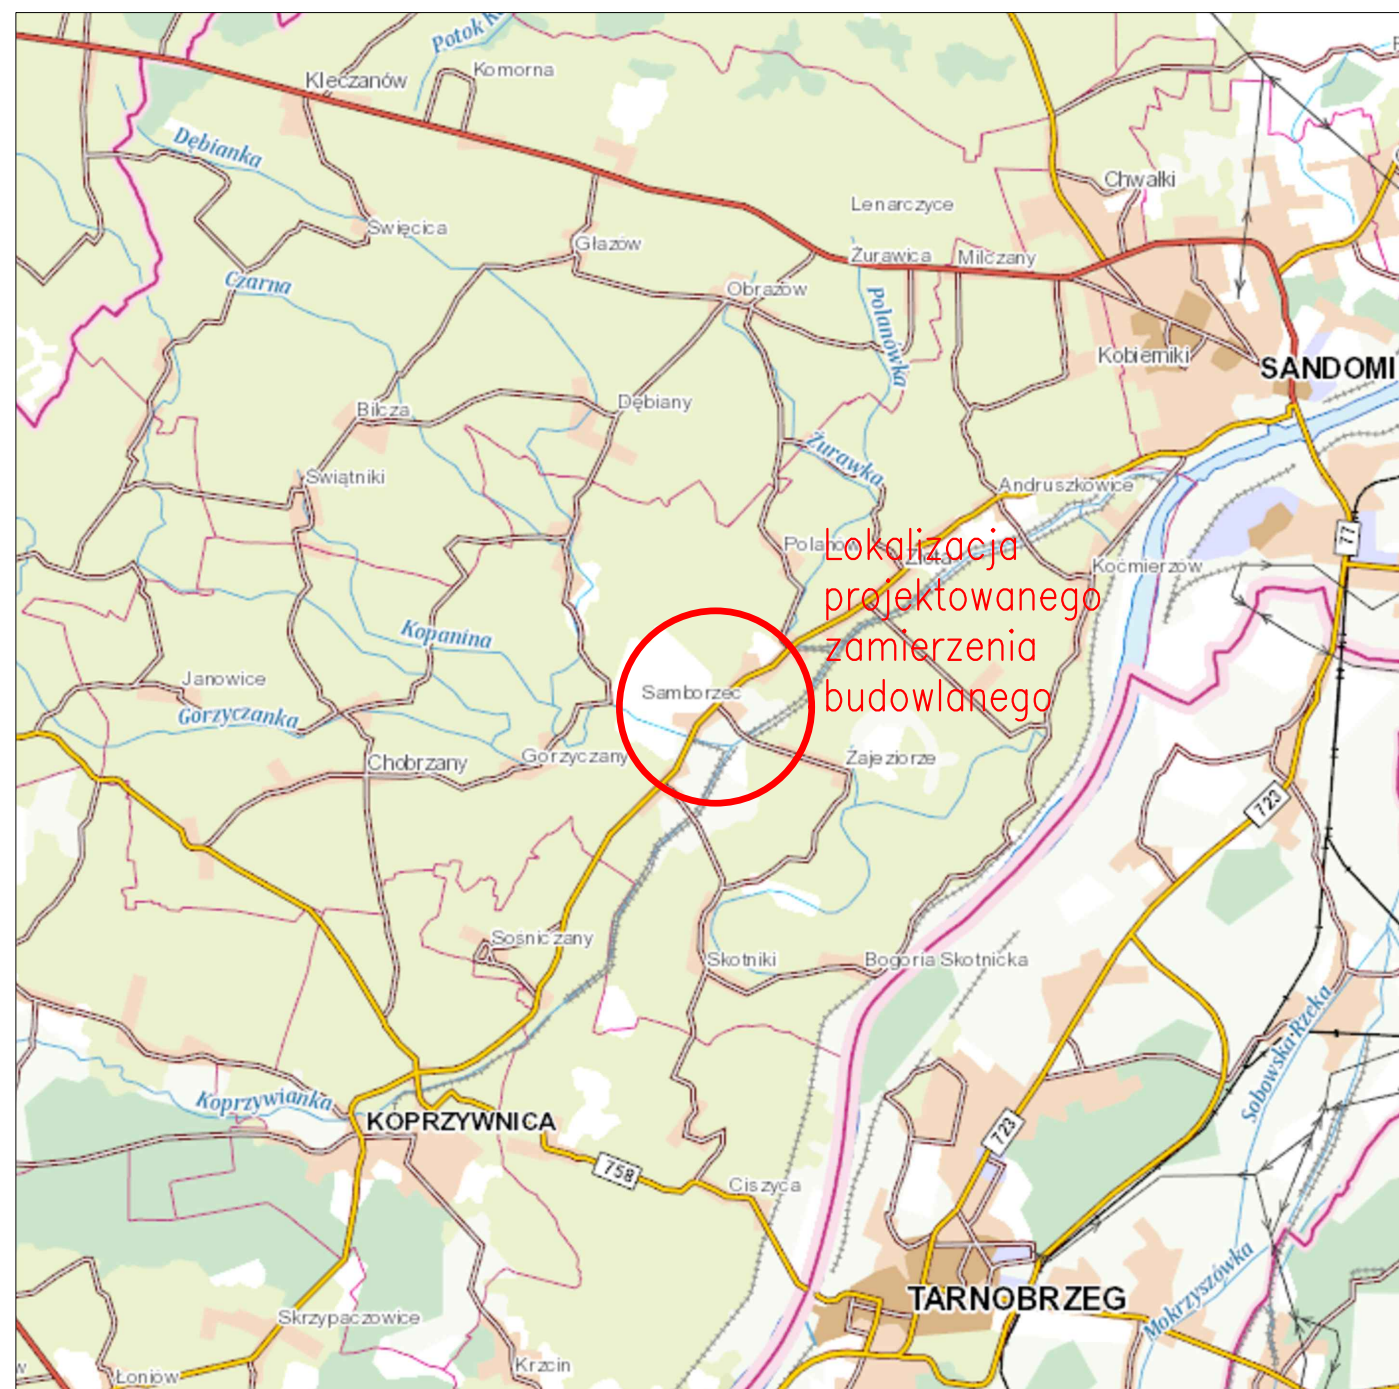 Potok
Komorna
Kleczanów
Dębianka
Chwałki
Lenarczyce
Święcica
Głazów
Żurawica
Milczany
Czarna
Obrazów
Polanówka
Kobierniki
SANDOMI
Bilcza
Dębiany
Żurawka
Świątniki
Andruszkowice
77
Polanów
Złota
Koćmierzów
Lokalizacja
projektowanego
zamierzenia
budowlanego
Kopanina
Janowice
Samborzec
Gorzyczanka
Gorzyczany
Zajeziorze
Chobrzany
723
Sośniczany
Skotniki
Bogoria Skotnicka
Sobowska Rzeka
Koprzywianka
KOPRZYWNICA
723
758
Ciszyca
Mokrzyszówka
TARNOBRZEG
Skrzypaczowice
Krzcin
Łoniów